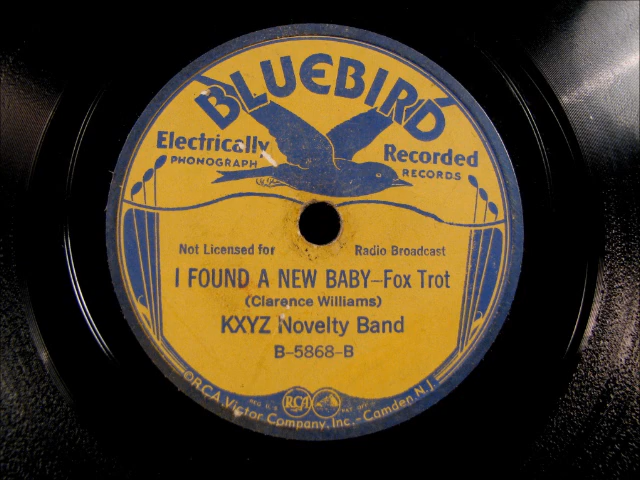 BLUEBIRD
Electrically Recorded
PHONOGRAPH RECORDS
Not Licensed for Radio Broadcast
I FOUND A NEW BABY—Fox Trot
(Clarence Williams)
KXYZ Novelty Band
B-5868-B
RCA
RCA Victor Company, Inc.-Camden, N.J.